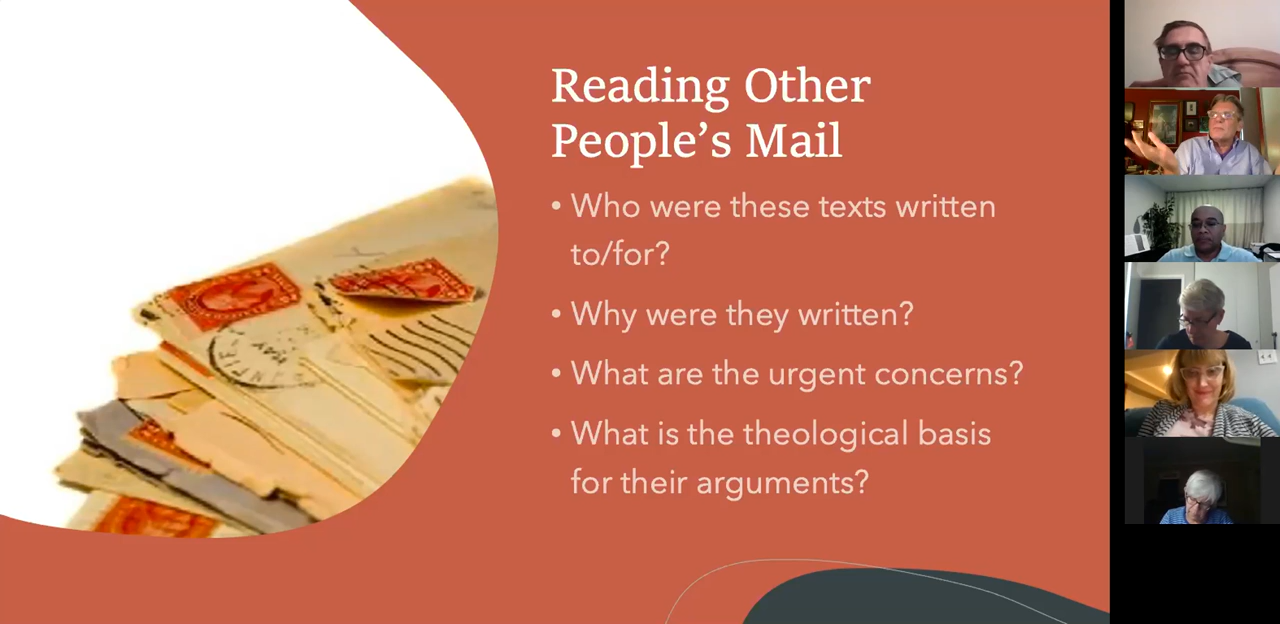 Reading Other
People’s Mail
• Who were these texts written
to/for?
• Why were they written?
• What are the urgent concerns?
• What is the theological basis
for their arguments?